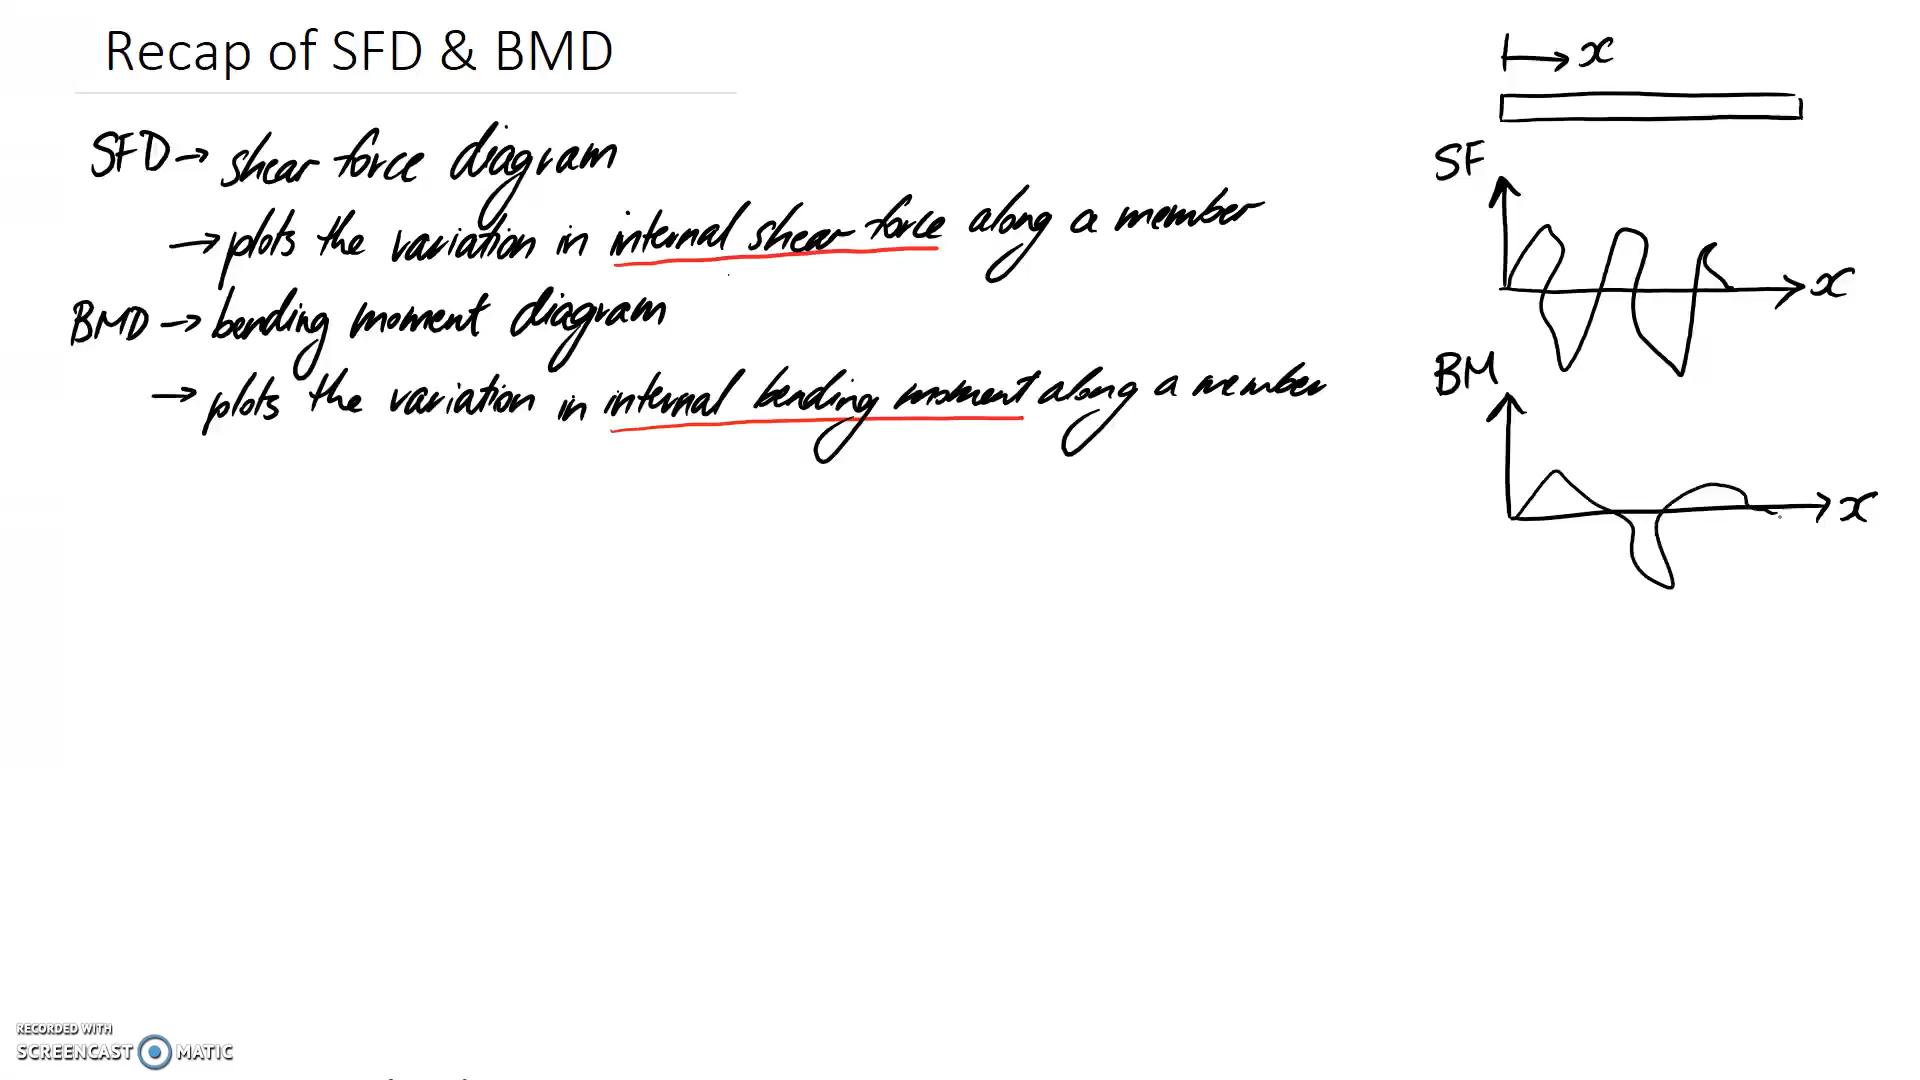 Recap of SFD & BMD
SFD → shear force diagram
→ plots the variation in internal shear force along a member
BMD → bending moment diagram
→ plots the variation in internal bending moment along a member
x
SF
x
BM
x
RECORDED WITH
SCREENCAST MATIC